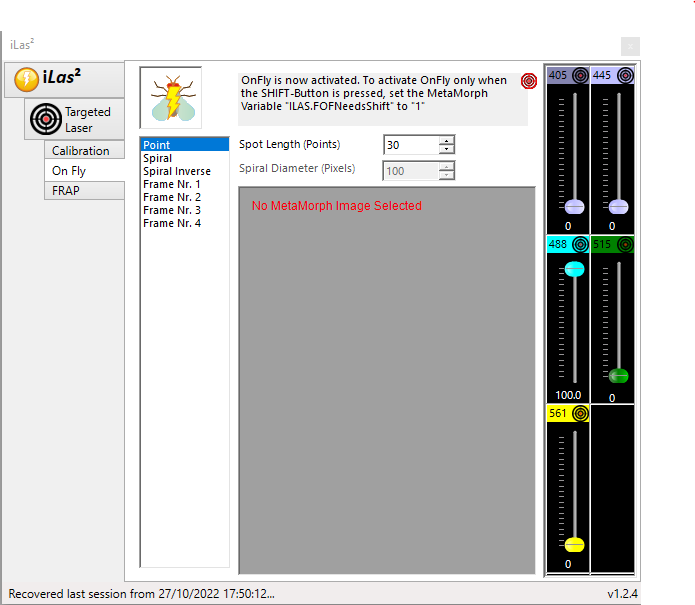 iLas²
iLas²
Targeted
Laser
Calibration
On Fly
FRAP
OnFly is now activated. To activate OnFly only when
the SHIFT-Button is pressed, set the MetaMorph
Variable "ILAS.FOFNeedsShift" to "1"
Point
Spiral
Spiral Inverse
Frame Nr. 1
Frame Nr. 2
Frame Nr. 3
Frame Nr. 4
Spot Length (Points)
30
Spiral Diameter (Pixels)
100
No MetaMorph Image Selected
405
445
0
0
488
515
100.0
0
561
0
Recovered last session from 27/10/2022 17:50:12...
v1.2.4